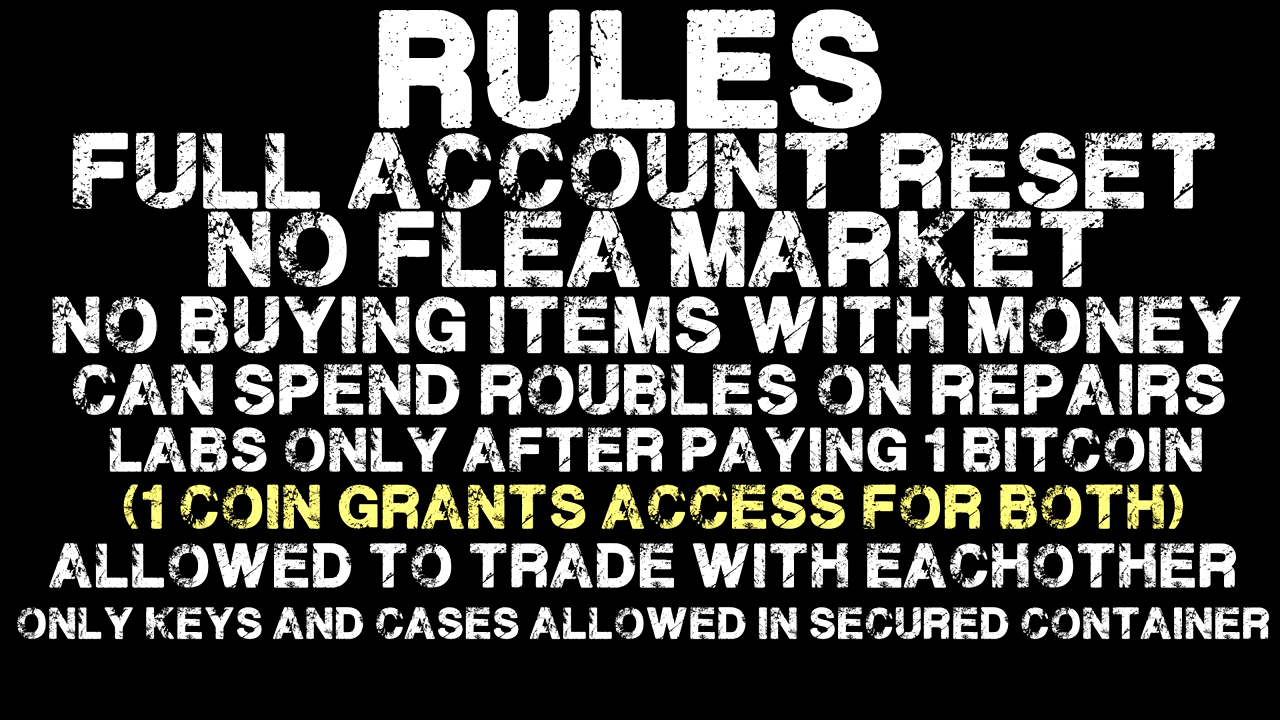 RULES
FULL ACCOUNT RESET
NO FLEA MARKET
NO BUYING ITEMS WITH MONEY
CAN SPEND ROUBLES ON REPAIRS
LABS ONLY AFTER PAYING 1 BITCOIN
(1 COIN GRANTS ACCESS FOR BOTH)
ALLOWED TO TRADE WITH EACHOTHER
ONLY KEYS AND CASES ALLOWED IN SECURED CONTAINER